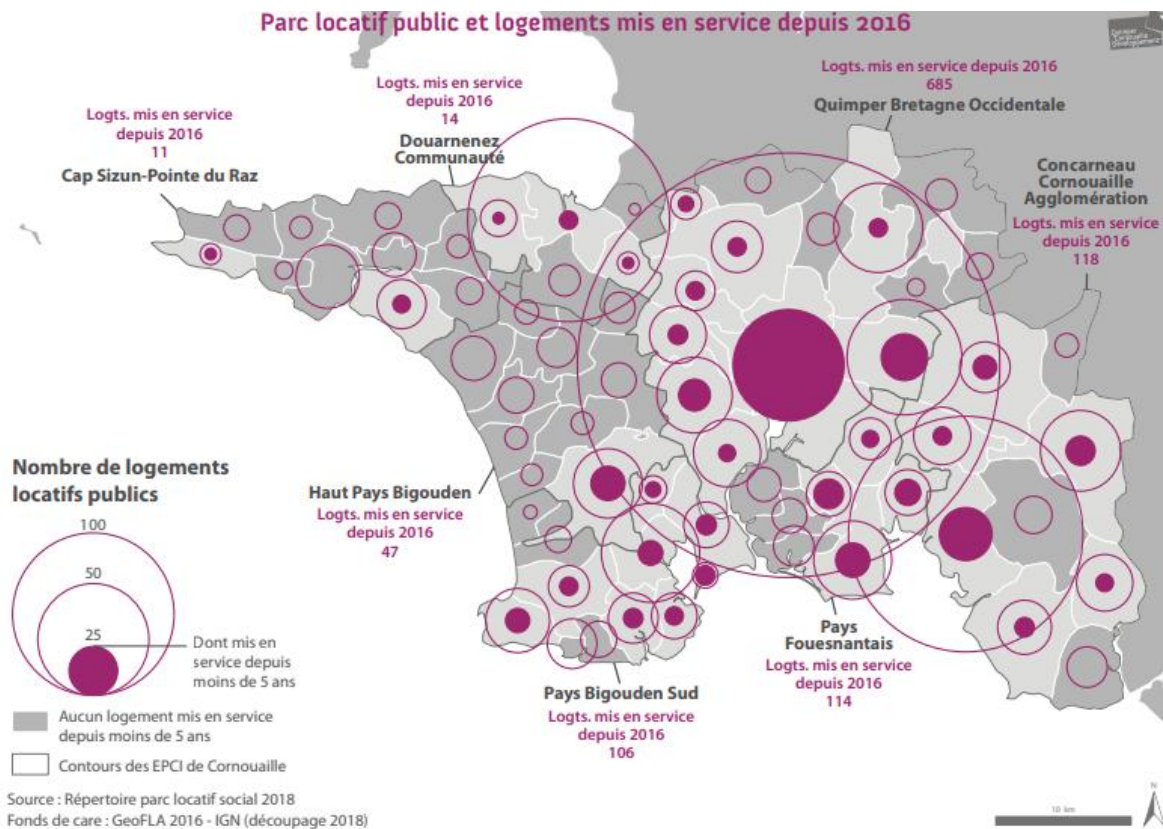 Parc locatif public et logements mis en service depuis 2016
Logts. mis en service
depuis 2016
11
Cap Sizun-Pointe du Raz
Logts. mis en service
depuis 2016
14
Douarnenez
Communauté
Logts. mis en service depuis 2016
685
Quimper Bretagne Occidentale
Concarneau
Cornouaille
Agglomération
Logts. mis en service
depuis 2016
118
Haut Pays Bigouden
Logts. mis en service
depuis 2016
47
Pays Bigouden Sud
Logts. mis en service
depuis 2016
106
Pays
Fouesnantais
Logts. mis en service
depuis 2016
114
Nombre de logements
locatifs publics
100
50
25
Dont mis en
service depuis
moins de 5 ans
Aucun logement mis en service
depuis moins de 5 ans
Contours des EPCI de Cornouaille
Source : Répertoire parc locatif social 2018
Fonds de care : GeoFLA 2016 - IGN (découpage 2018)
10 km
N